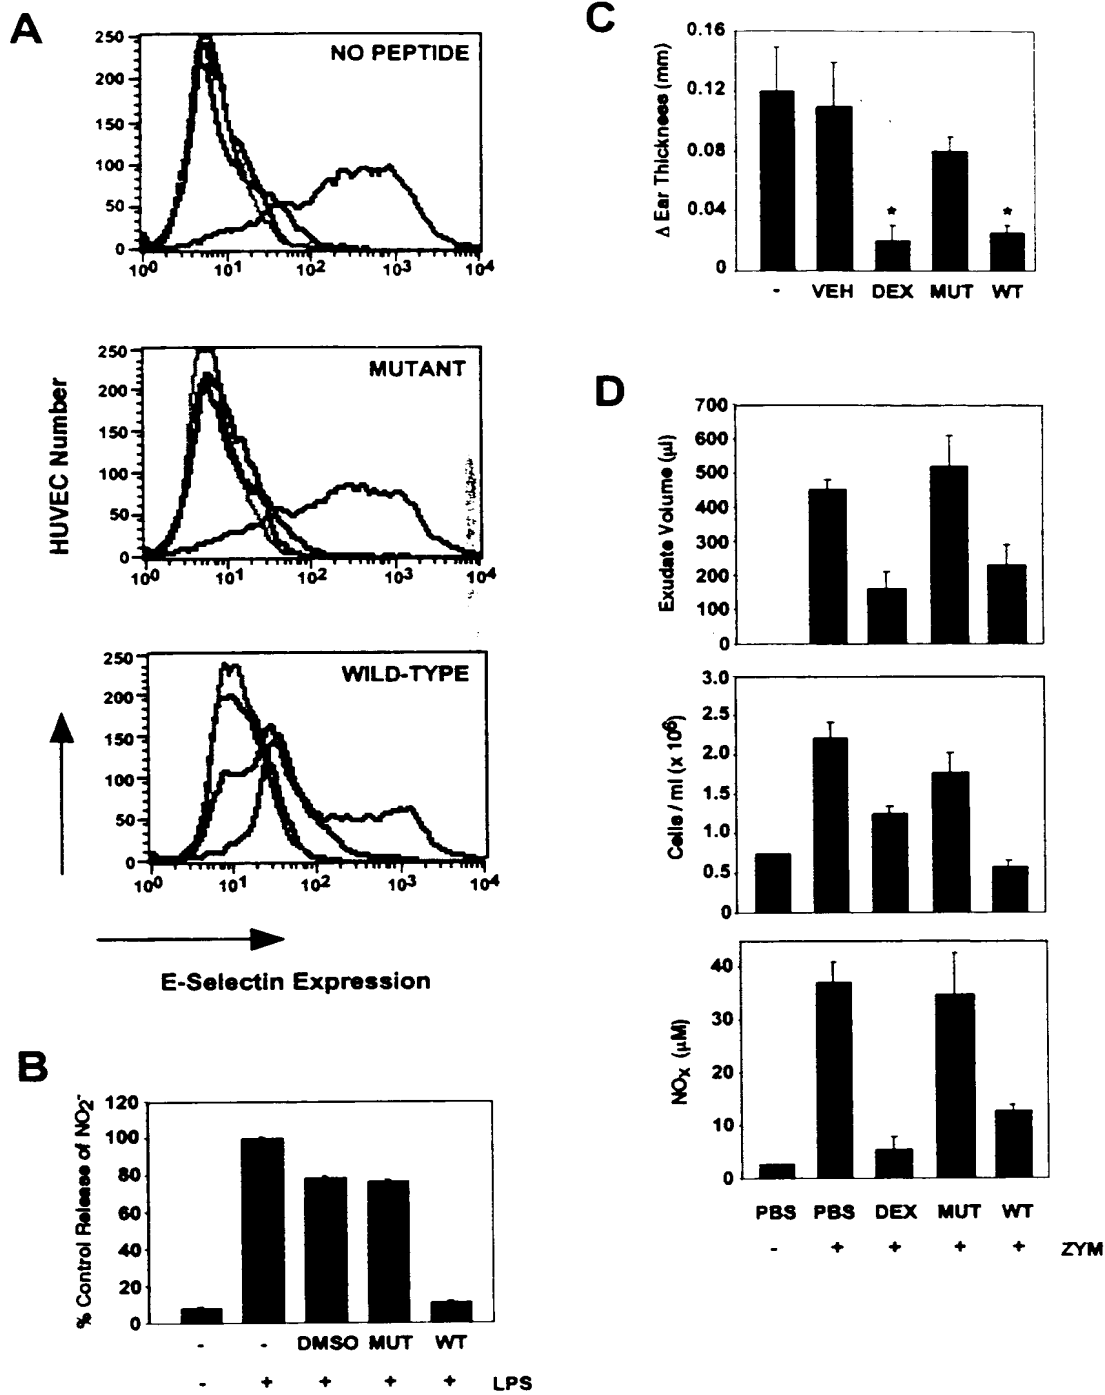 A
NO PEPTIDE
250
200
150
100
50
0
10⁰ 10¹ 10² 10³ 10⁴
MUTANT
250
200
150
100
50
0
10⁰ 10¹ 10² 10³ 10⁴
WILD-TYPE
250
200
150
100
50
0
10⁰ 10¹ 10² 10³ 10⁴
HUVEC Number
E-Selectin Expression
B
% Control Release of NO₂⁻
120
100
80
60
40
20
0
- - DMSO MUT WT
- + + + + LPS
C
Δ Ear Thickness (mm)
0.16
0.12
0.08
0.04
0
* *
- VEH DEX MUT WT
D
Exudate Volume (μl)
700
600
500
400
300
200
100
0
Cells / ml (x 10⁶)
3.0
2.5
2.0
1.5
1.0
0.5
0
NOₓ (μM)
40
30
20
10
0
PBS PBS DEX MUT WT
- + + + + ZYM